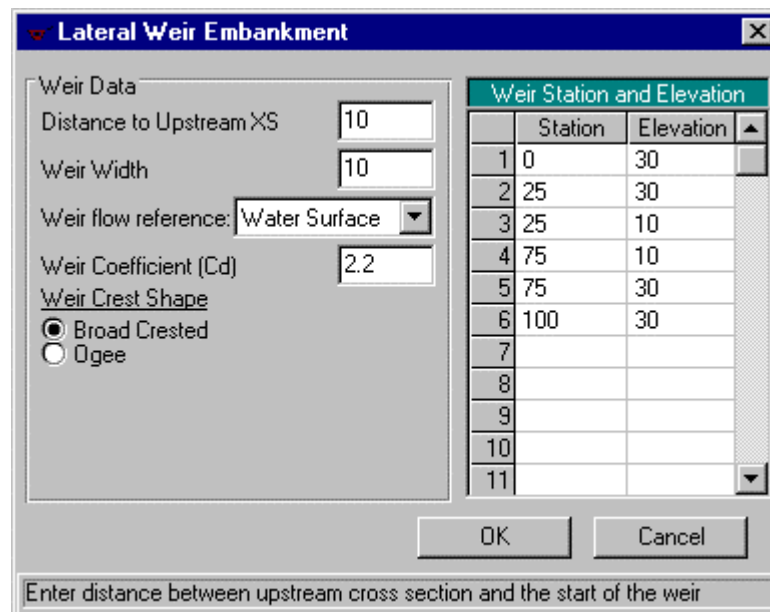 Lateral Weir Embankment
Weir Data
Distance to Upstream XS 10
Weir Width 10
Weir flow reference: Water Surface
Weir Coefficient (Cd) 2.2
Weir Crest Shape
Broad Crested
Ogee
Weir Station and Elevation
Station Elevation
1 0 30
2 25 30
3 25 10
4 75 10
5 75 30
6 100 30
7
8
9
10
11
OK Cancel
Enter distance between upstream cross section and the start of the weir